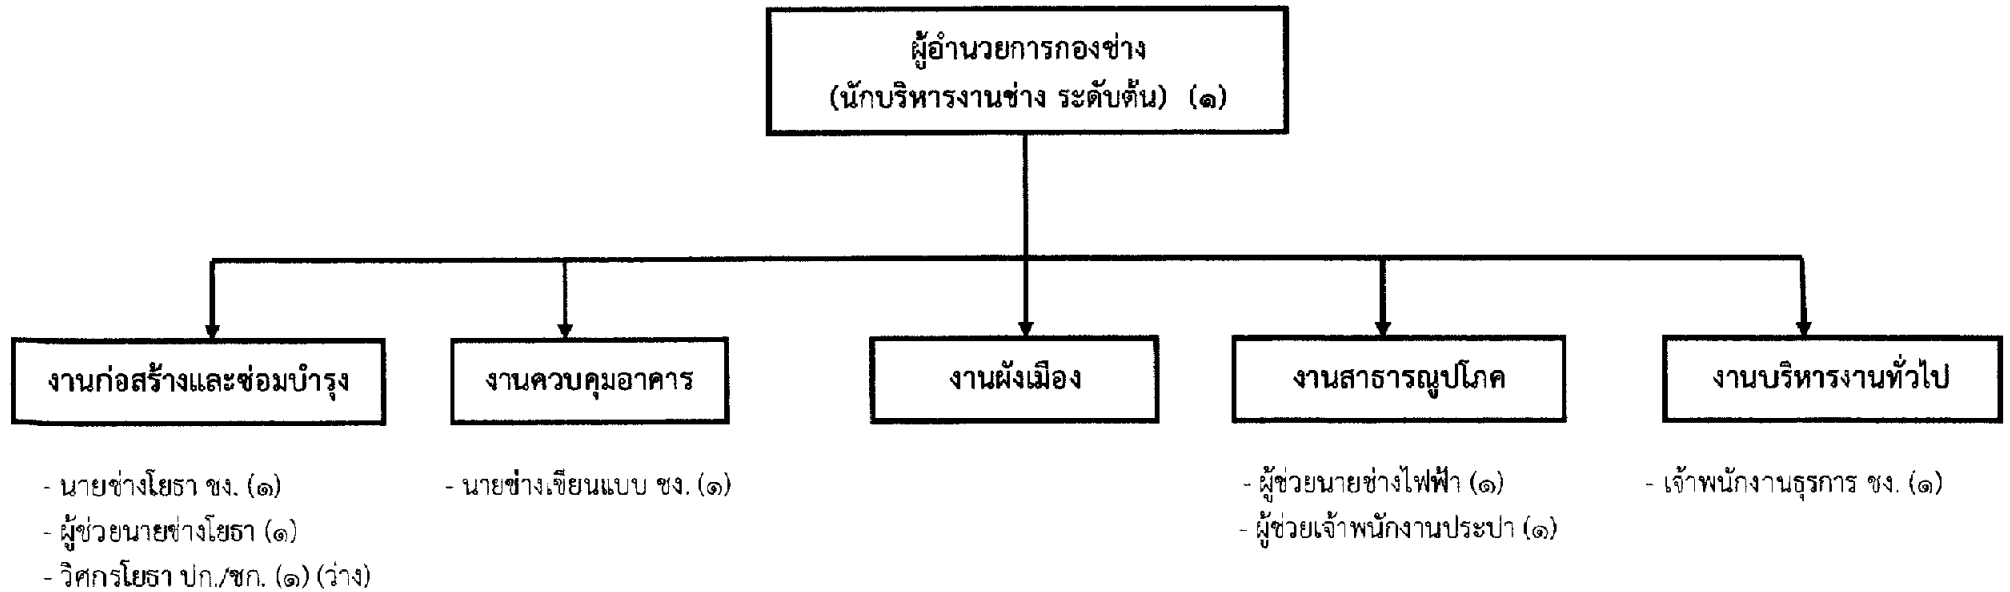 ผู้อำนวยการกองช่าง
(นักบริหารงานช่าง ระดับต้น) (๑)
งานก่อสร้างและซ่อมบำรุง
งานควบคุมอาคาร
งานผังเมือง
งานสาธารณูปโภค
งานบริหารงานทั่วไป
- นายช่างโยธา ชง. (๑)
- ผู้ช่วยนายช่างโยธา (๑)
- วิศกรโยธา ปก./ชก. (๑) (ว่าง)
- นายช่างเขียนแบบ ชง. (๑)
- ผู้ช่วยนายช่างไฟฟ้า (๑)
- ผู้ช่วยเจ้าพนักงานประปา (๑)
- เจ้าพนักงานธุรการ ชง. (๑)